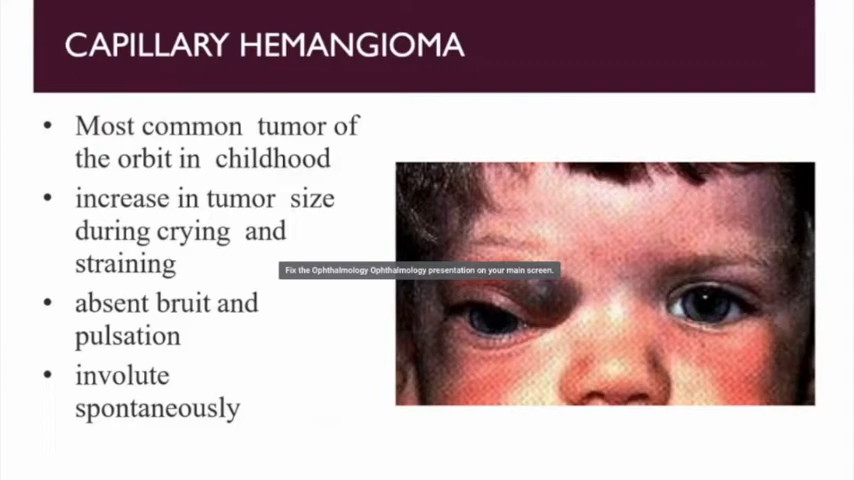 CAPILLARY HEMANGIOMA
• Most common tumor of
the orbit in childhood
• increase in tumor size
during crying and
straining
Fix the Ophthalmology Ophthalmology presentation on your main screen.
• absent bruit and
pulsation
• involute
spontaneously